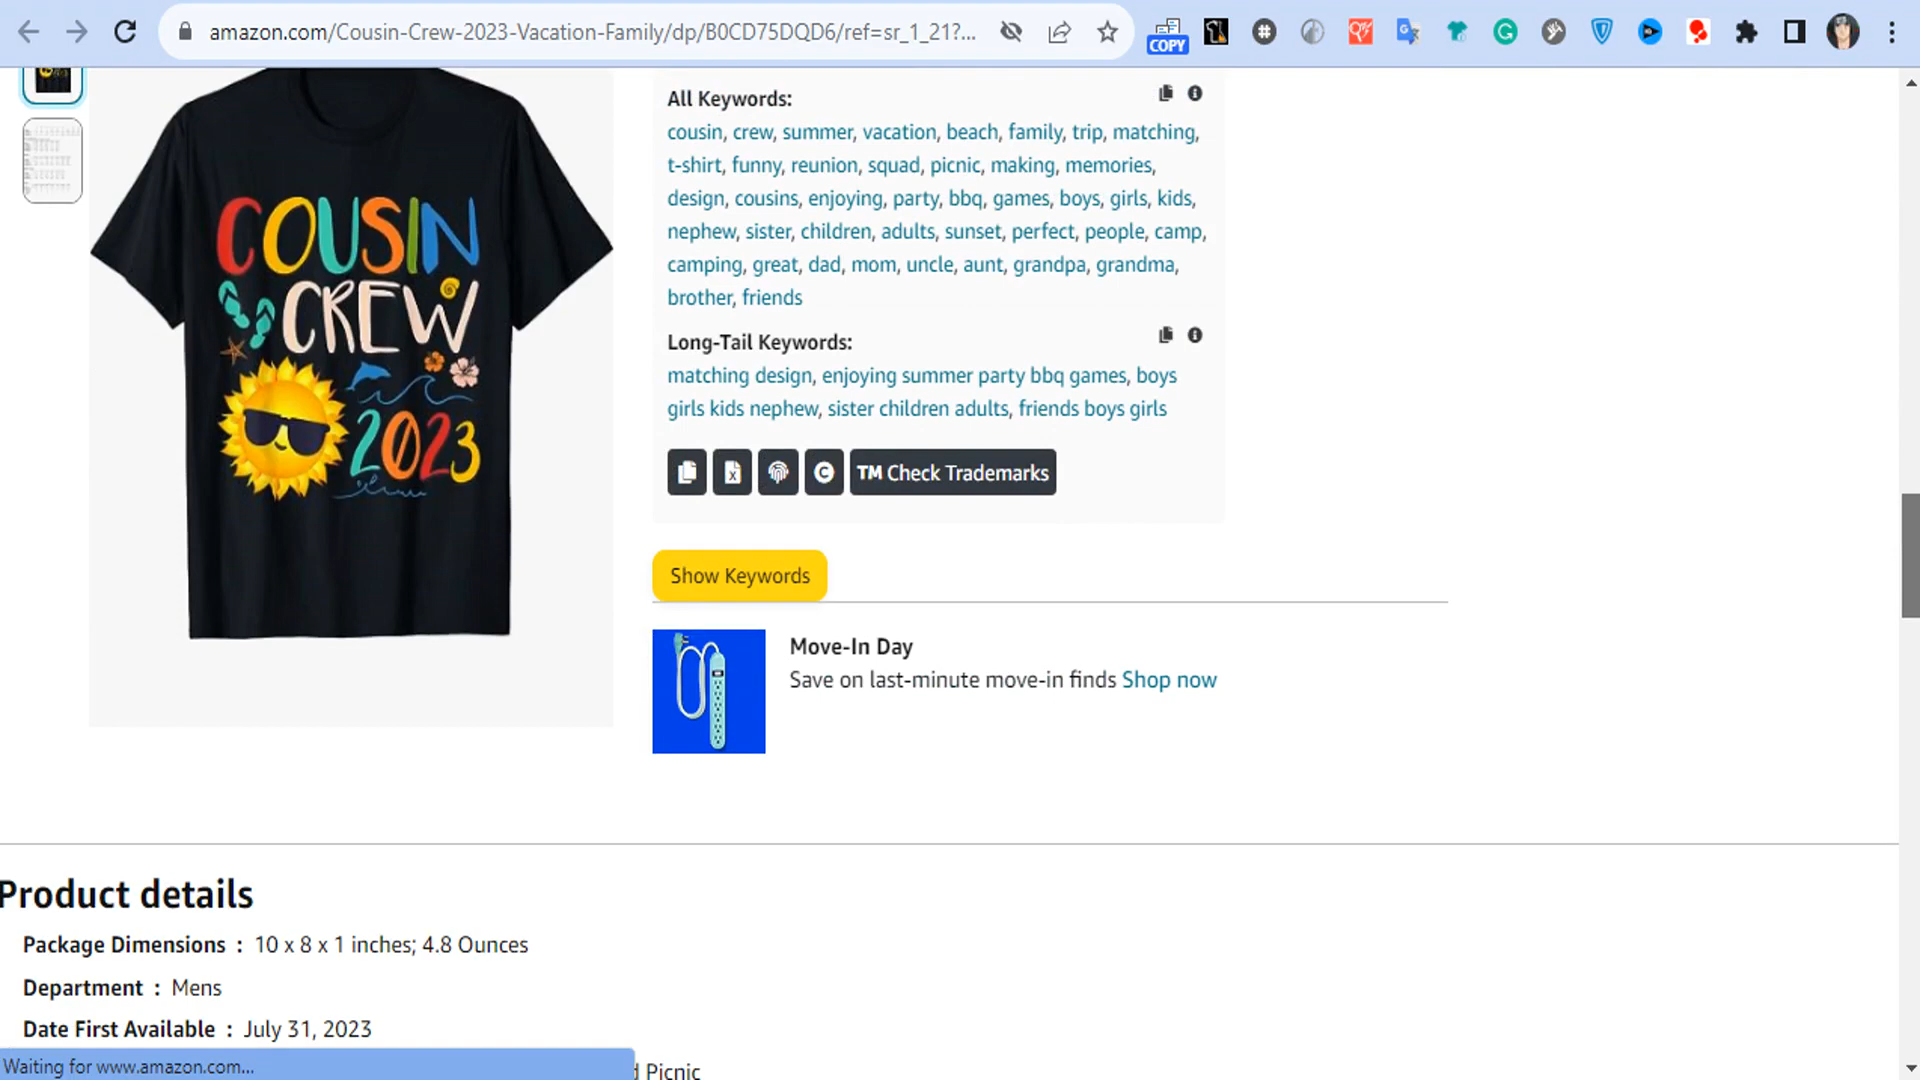 amazon.com/Cousin-Crew-2023-Vacation-Family/dp/B0CD75DQD6/ref=sr_1_21?...
COPY
All Keywords:
cousin, crew, summer, vacation, beach, family, trip, matching,
t-shirt, funny, reunion, squad, picnic, making, memories,
design, cousins, enjoying, party, bbq, games, boys, girls, kids,
nephew, sister, children, adults, sunset, perfect, people, camp,
camping, great, dad, mom, uncle, aunt, grandpa, grandma,
brother, friends
COUSIN
CREW
2023
Long-Tail Keywords:
matching design, enjoying summer party bbq games, boys
girls kids nephew, sister children adults, friends boys girls
TM Check Trademarks
Show Keywords
Move-In Day
Save on last-minute move-in finds Shop now
Product details
Package Dimensions : 10 x 8 x 1 inches; 4.8 Ounces
Department : Mens
Date First Available : July 31, 2023
Waiting for www.amazon.com...
Picnic